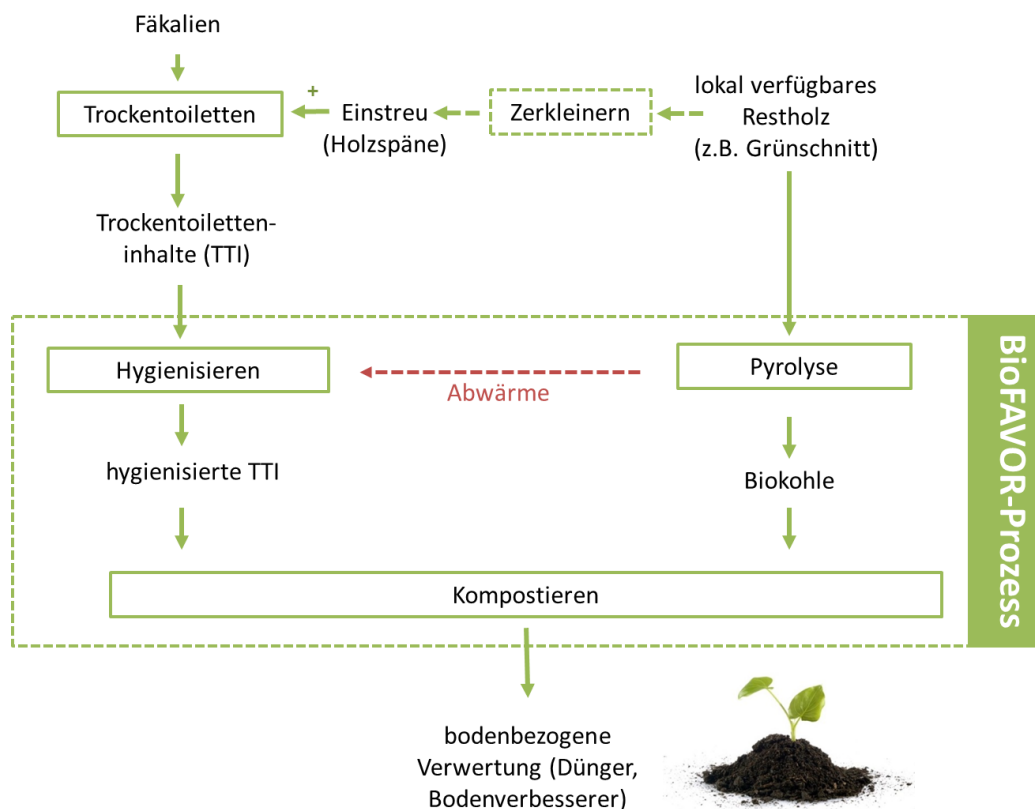 Fäkalien
Trockentoiletten
+
Einstreu
(Holzspäne)
Zerkleinern
lokal verfügbares
Restholz
(z.B. Grünschnitt)
Trockentoiletten-
inhalte (TTI)
Hygienisieren
Abwärme
Pyrolyse
hygienisierte TTI
Biokohle
Kompostieren
BioFAVOR-Prozess
bodenbezogene
Verwertung (Dünger,
Bodenverbesserer)